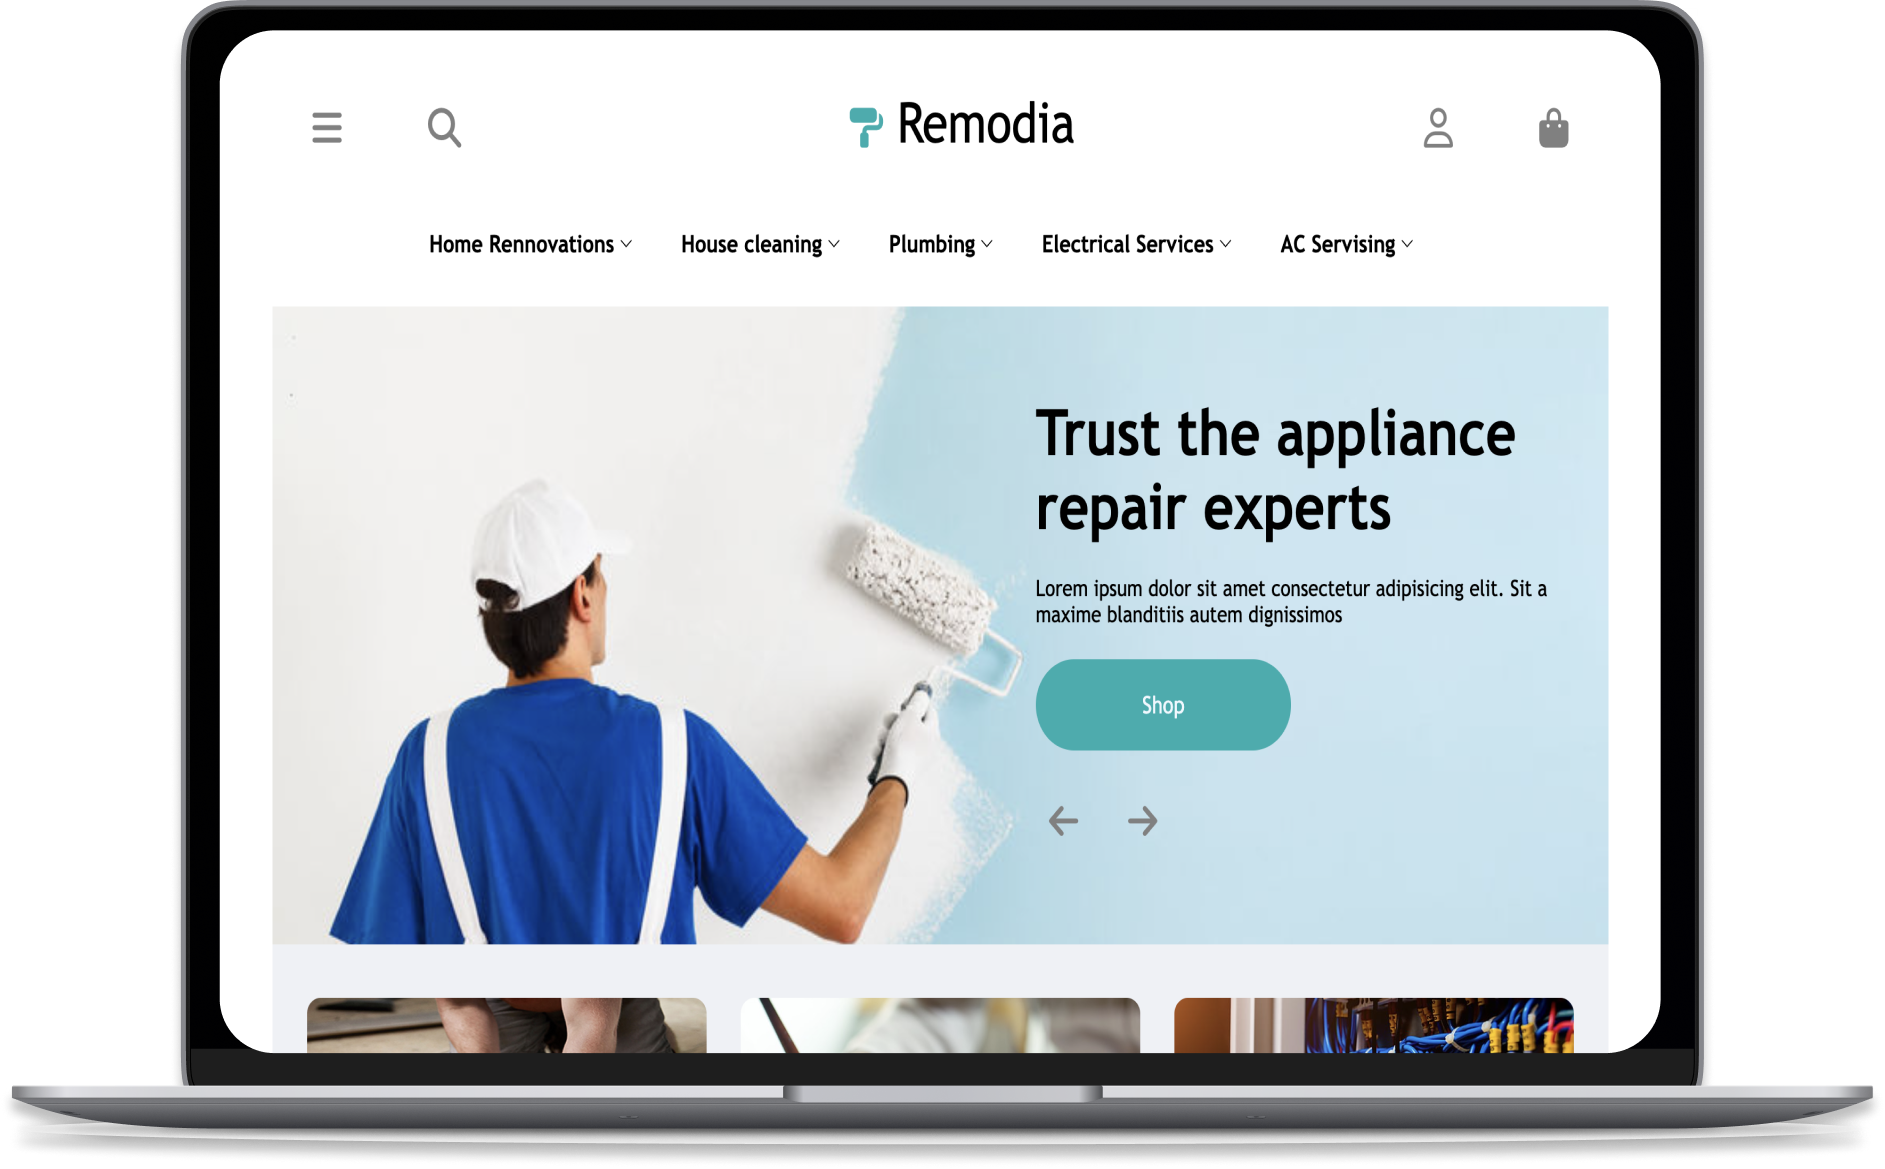 Remodia
Home Rennovations
House cleaning
Plumbing
Electrical Services
AC Servising
Trust the appliance
repair experts
Lorem ipsum dolor sit amet consectetur adipisicing elit. Sit a
maxime blanditiis autem dignissimos
Shop